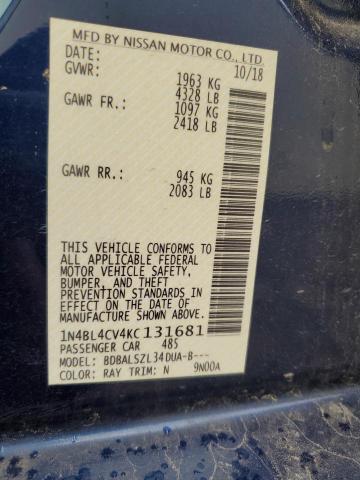 MFD BY NISSAN MOTOR CO., LTD.
DATE: 10/18
GVWR: 1963 KG
4328 LB
GAWR FR.: 1097 KG
2418 LB
GAWR RR.: 945 KG
2083 LB
THIS VEHICLE CONFORMS TO
ALL APPLICABLE FEDERAL
MOTOR VEHICLE SAFETY,
BUMPER, AND THEFT
PREVENTION STANDARDS
IN EFFECT ON THE DATE OF
MANUFACTURE SHOWN ABOVE.
1N4BL4CV4KC131681
PASSENGER CAR 485
MODEL: BDBALSZL34DUA-B---
COLOR: RAY TRIM: N 9N00A